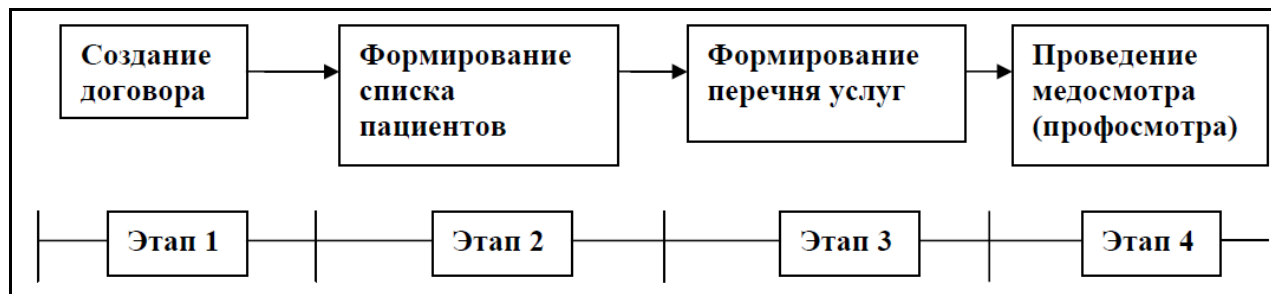 Создание
договора
Формирование
списка
пациентов
Формирование
перечня услуг
Проведение
медосмотра
(профосмотра)
Этап 1
Этап 2
Этап 3
Этап 4